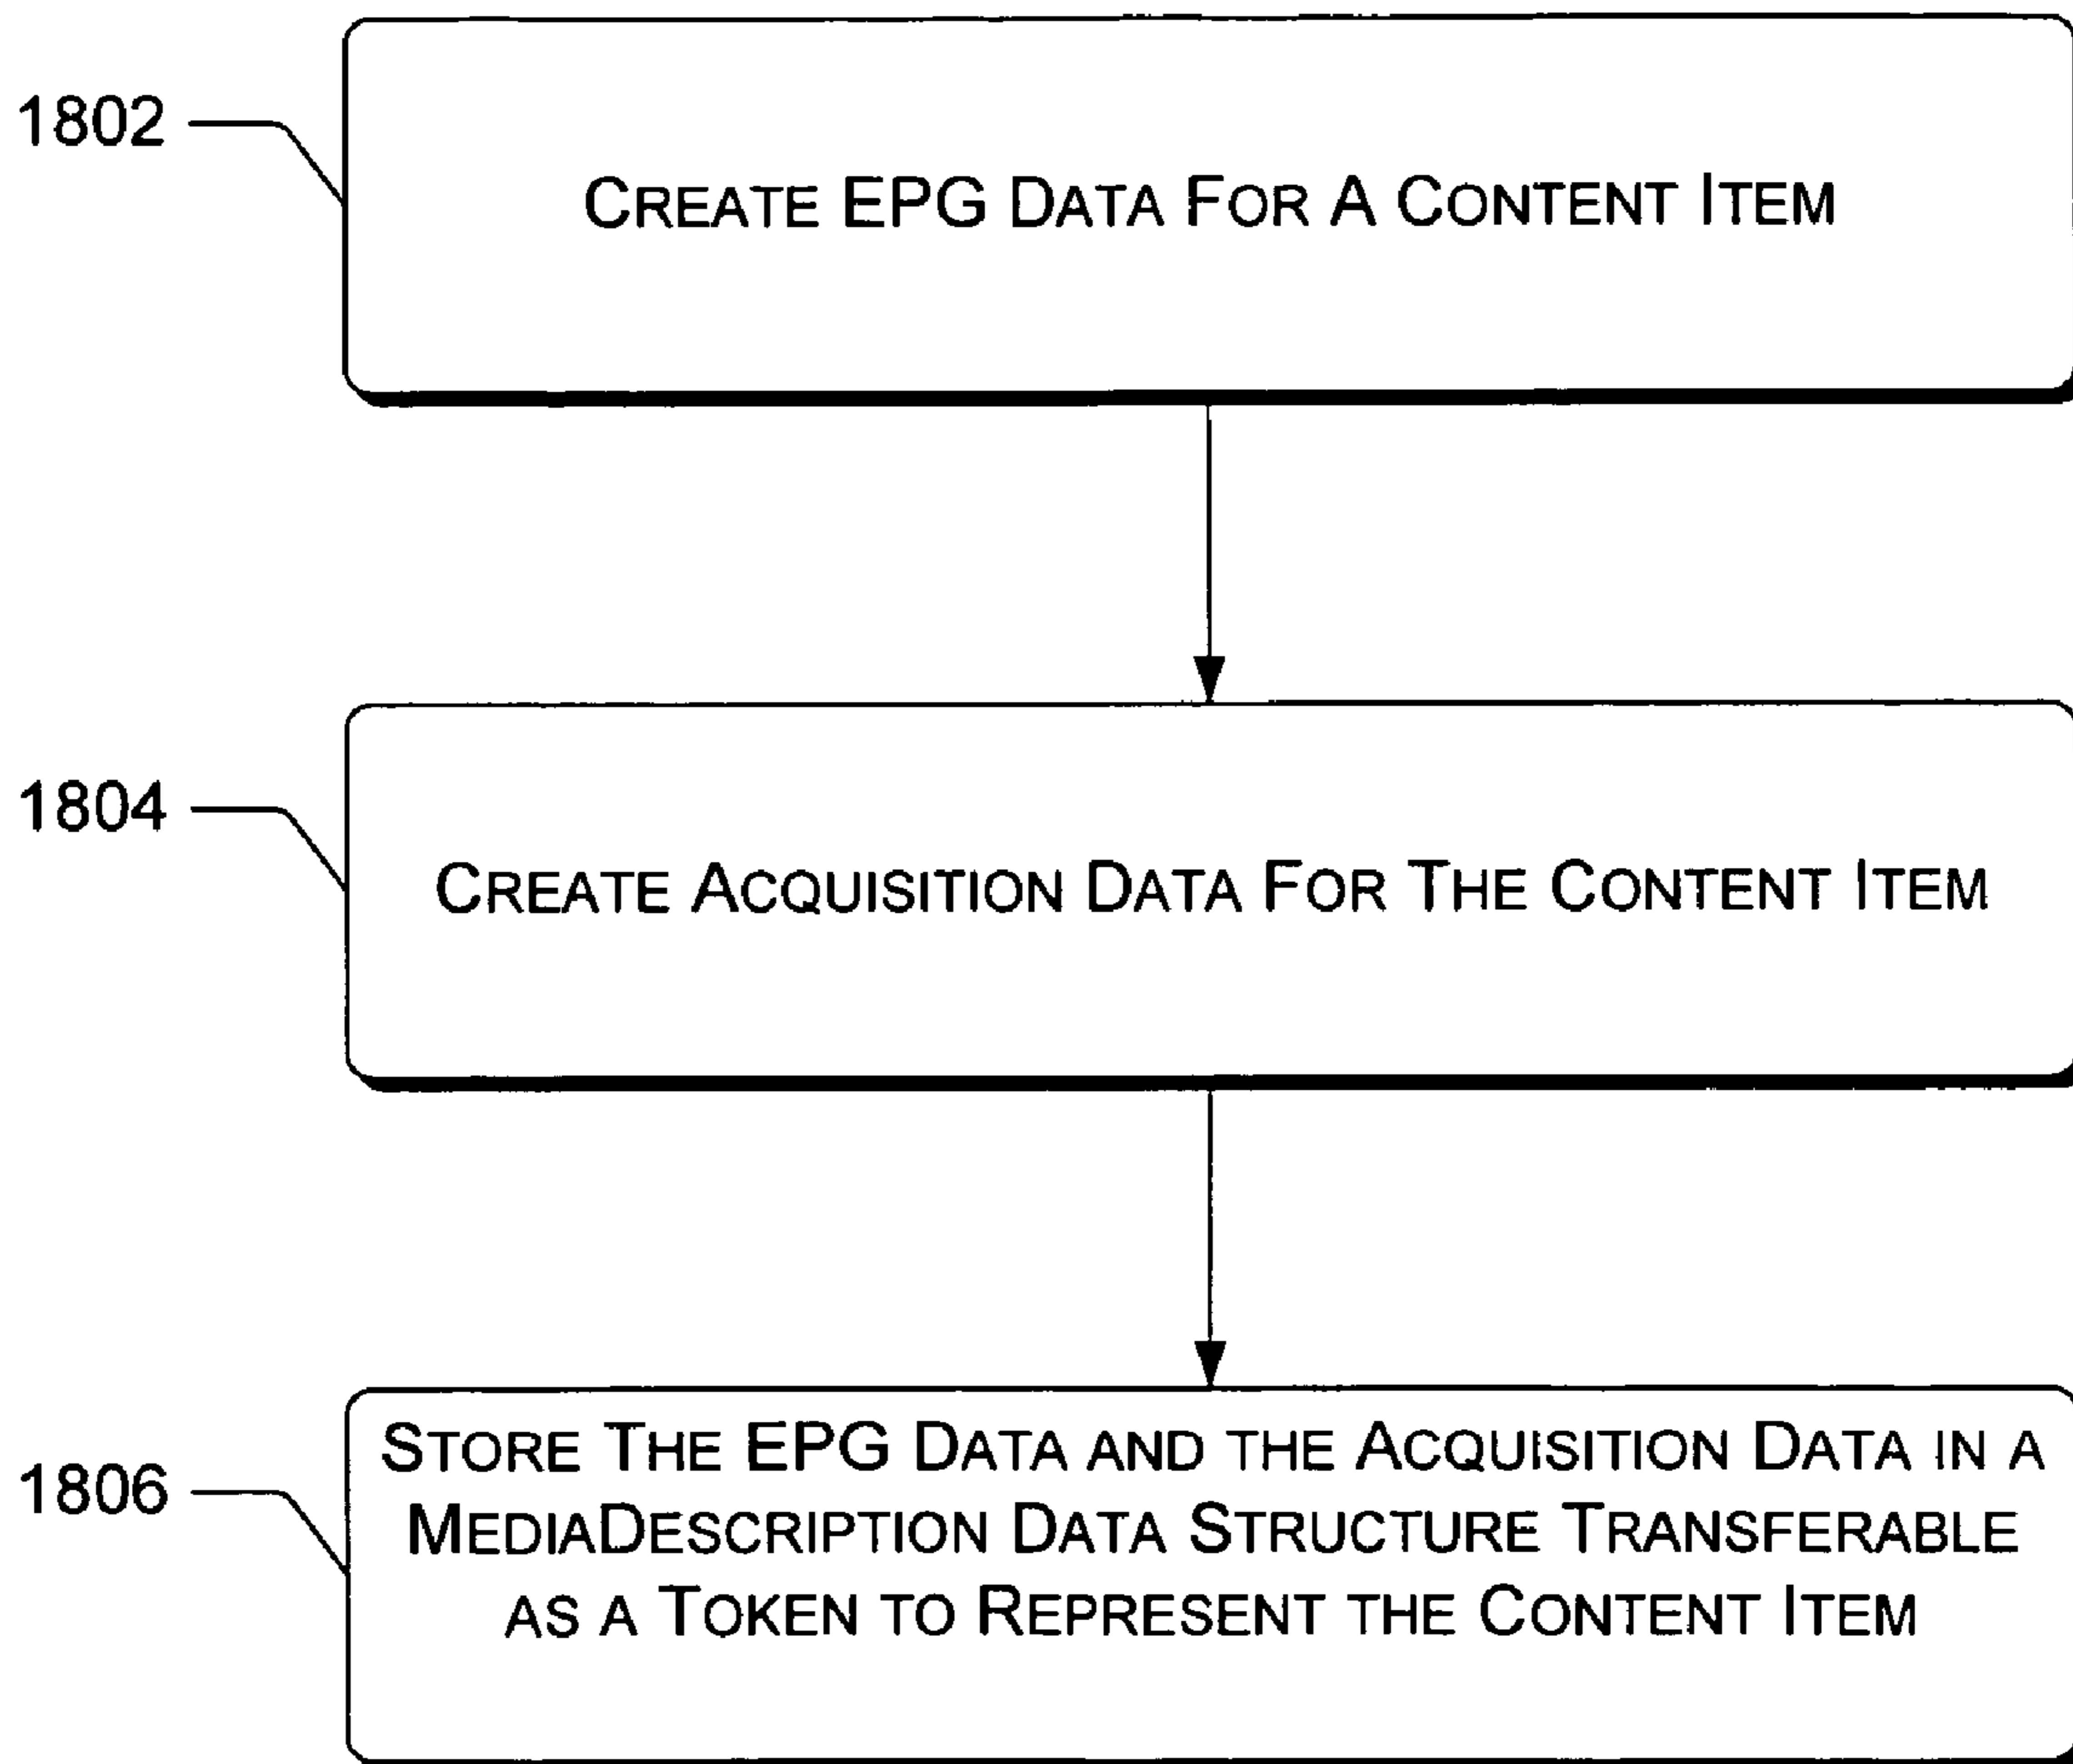 1802
CREATE EPG DATA FOR A CONTENT ITEM
1804
CREATE ACQUISITION DATA FOR THE CONTENT ITEM
1806
STORE THE EPG DATA AND THE ACQUISITION DATA IN A
MEDIADESCRIPTION DATA STRUCTURE TRANSFERABLE
AS A TOKEN TO REPRESENT THE CONTENT ITEM